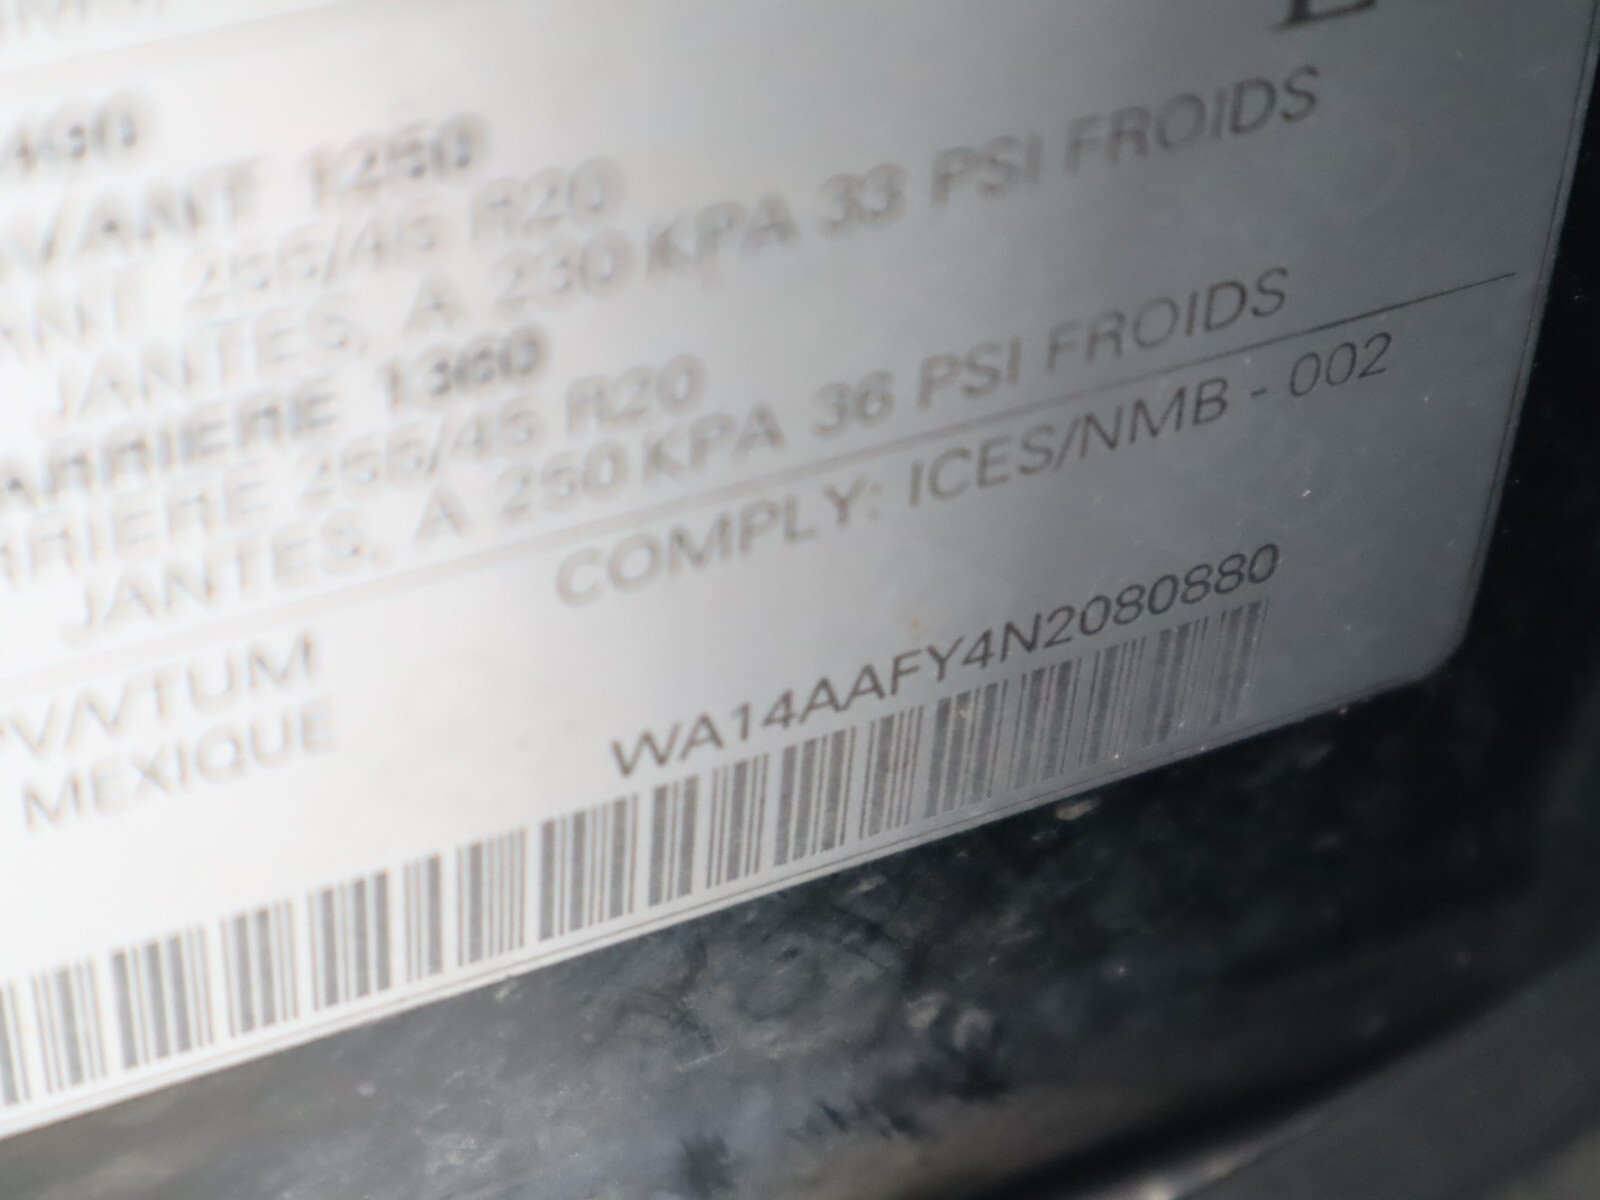 AVANT 1250
255/45 R20
JANTES, A 230 KPA 33 PSI FROIDS
ARRIERE 1360
ARRIERE 255/45 R20
JANTES, A 250 KPA 36 PSI FROIDS
COMPLY: ICES/NMB - 002
PV/VTUM
MEXIQUE
WA14AAFY4N2080880